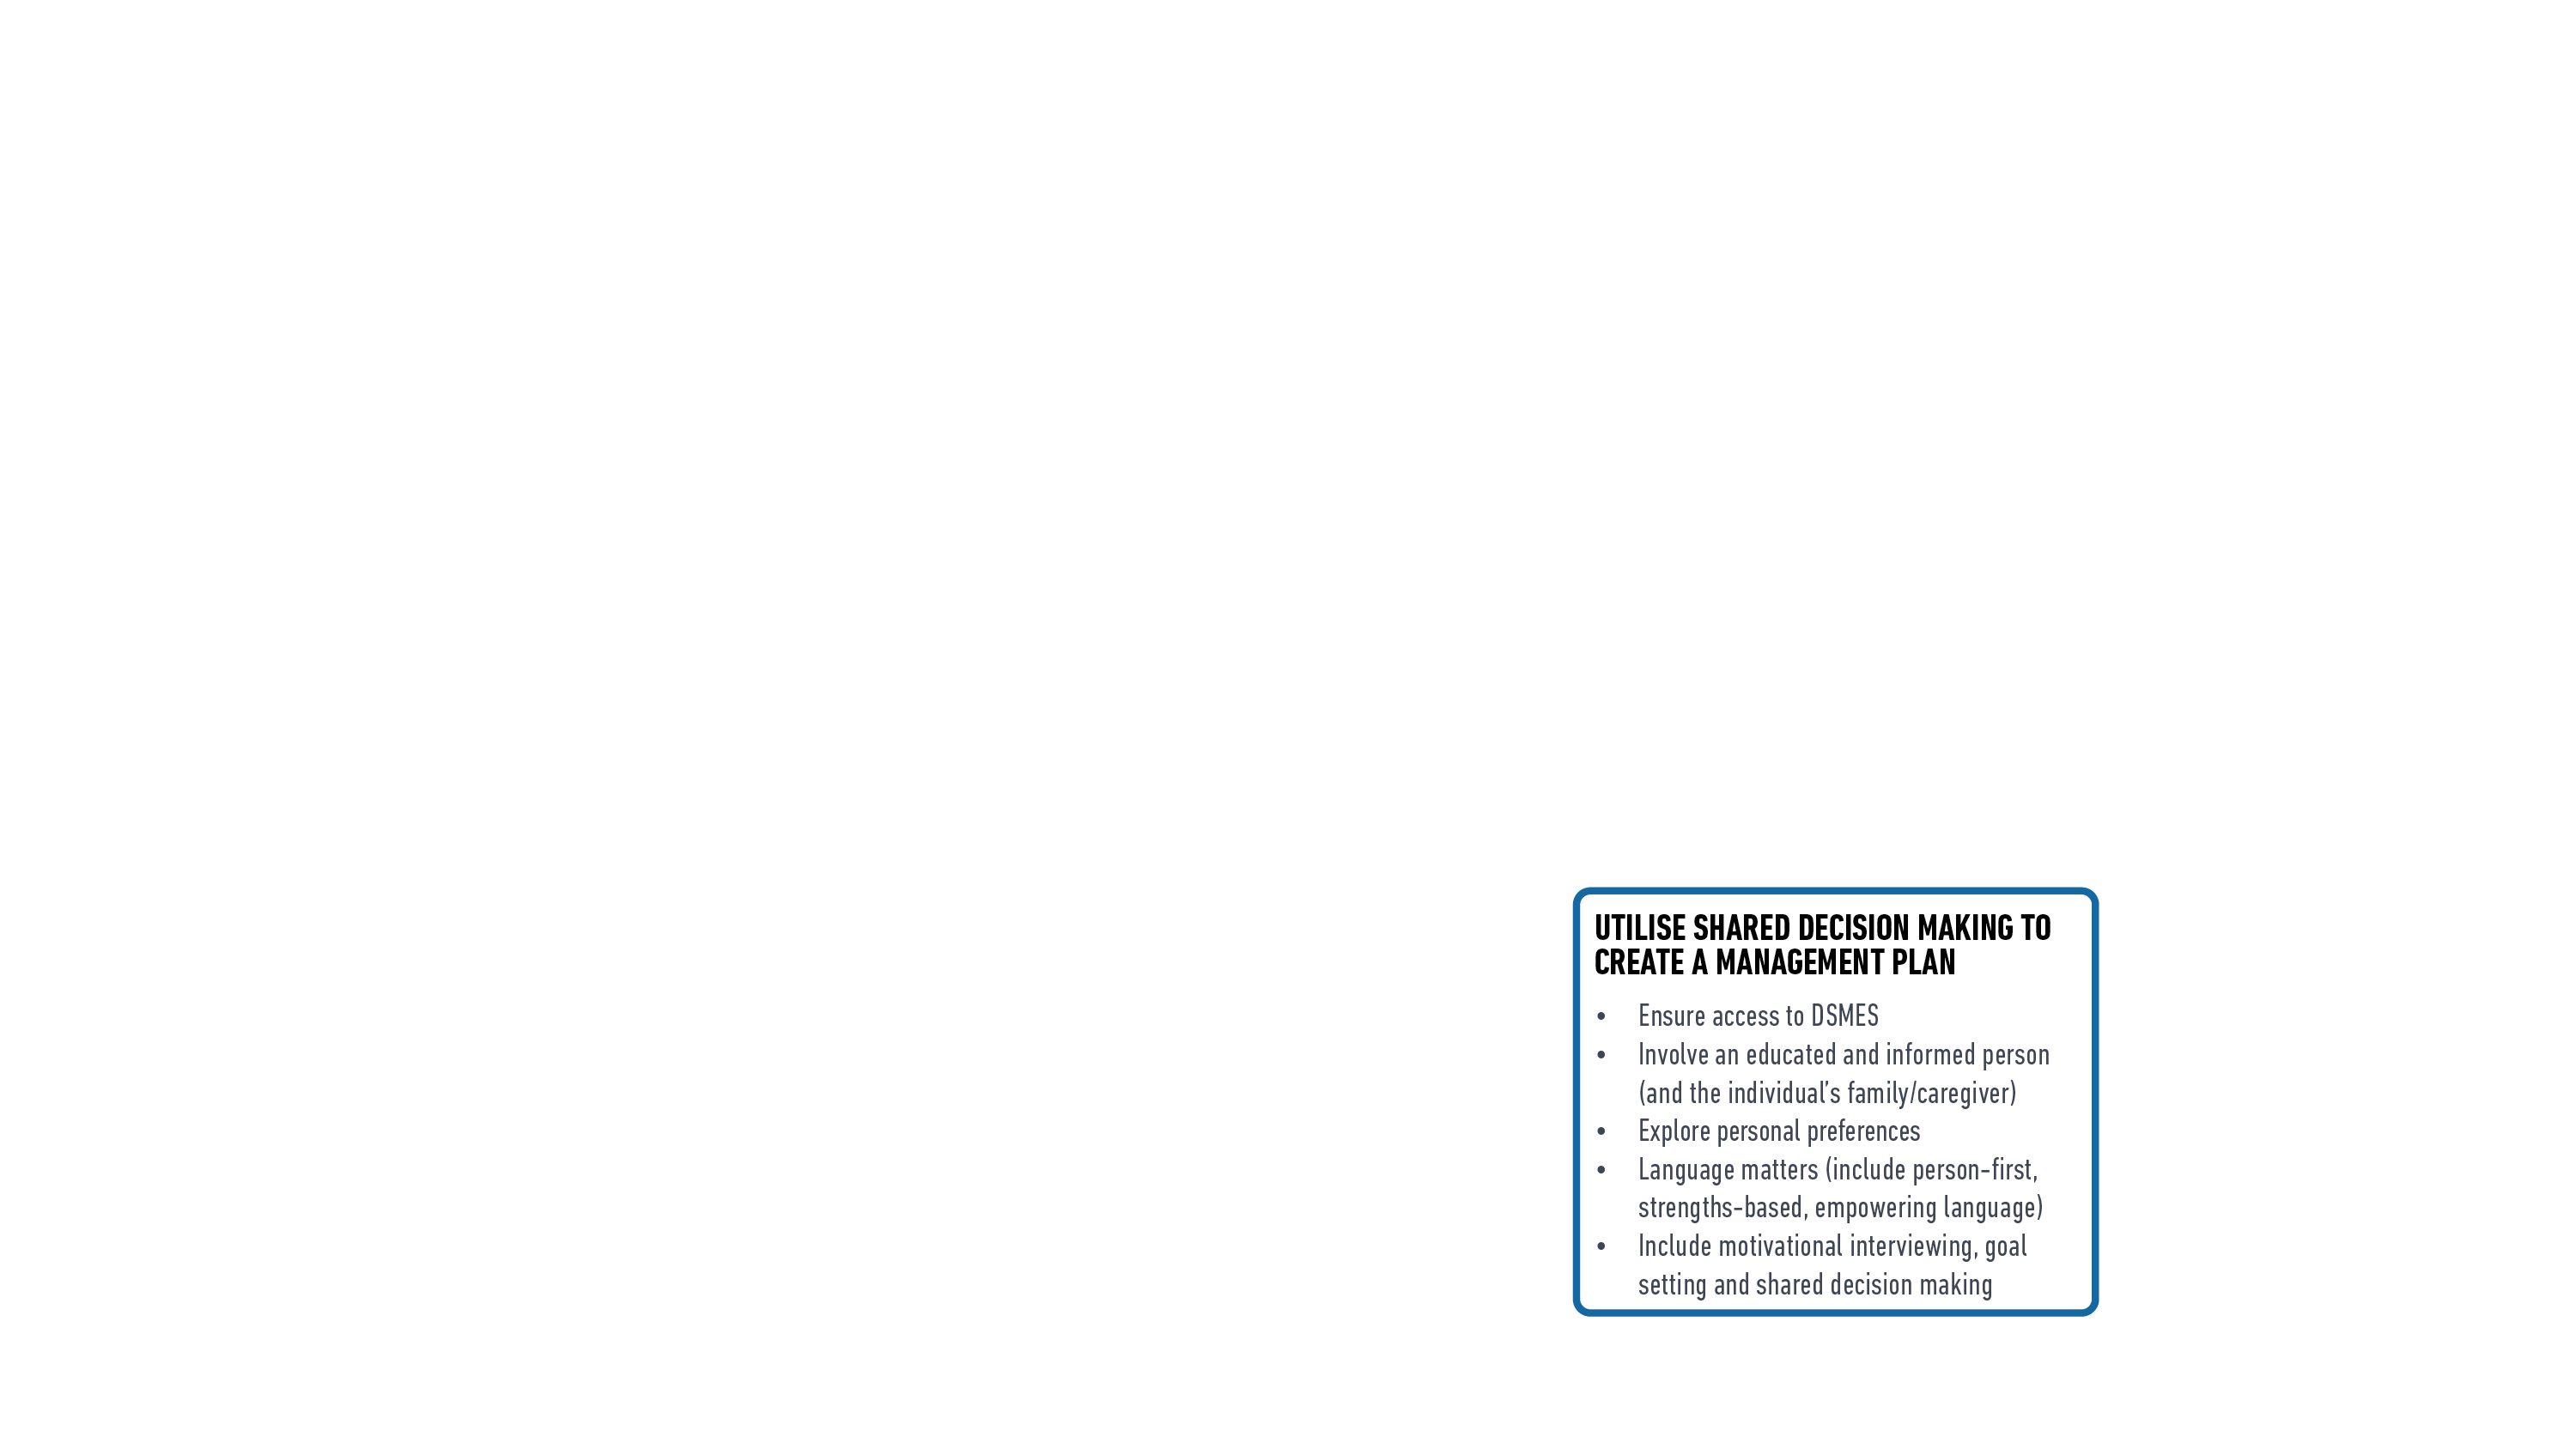 UTILISE SHARED DECISION MAKING TO
CREATE A MANAGEMENT PLAN
• Ensure access to DSMES
• Involve an educated and informed person
(and the individual’s family/caregiver)
• Explore personal preferences
• Language matters (include person-first,
strengths-based, empowering language)
• Include motivational interviewing, goal
setting and shared decision making